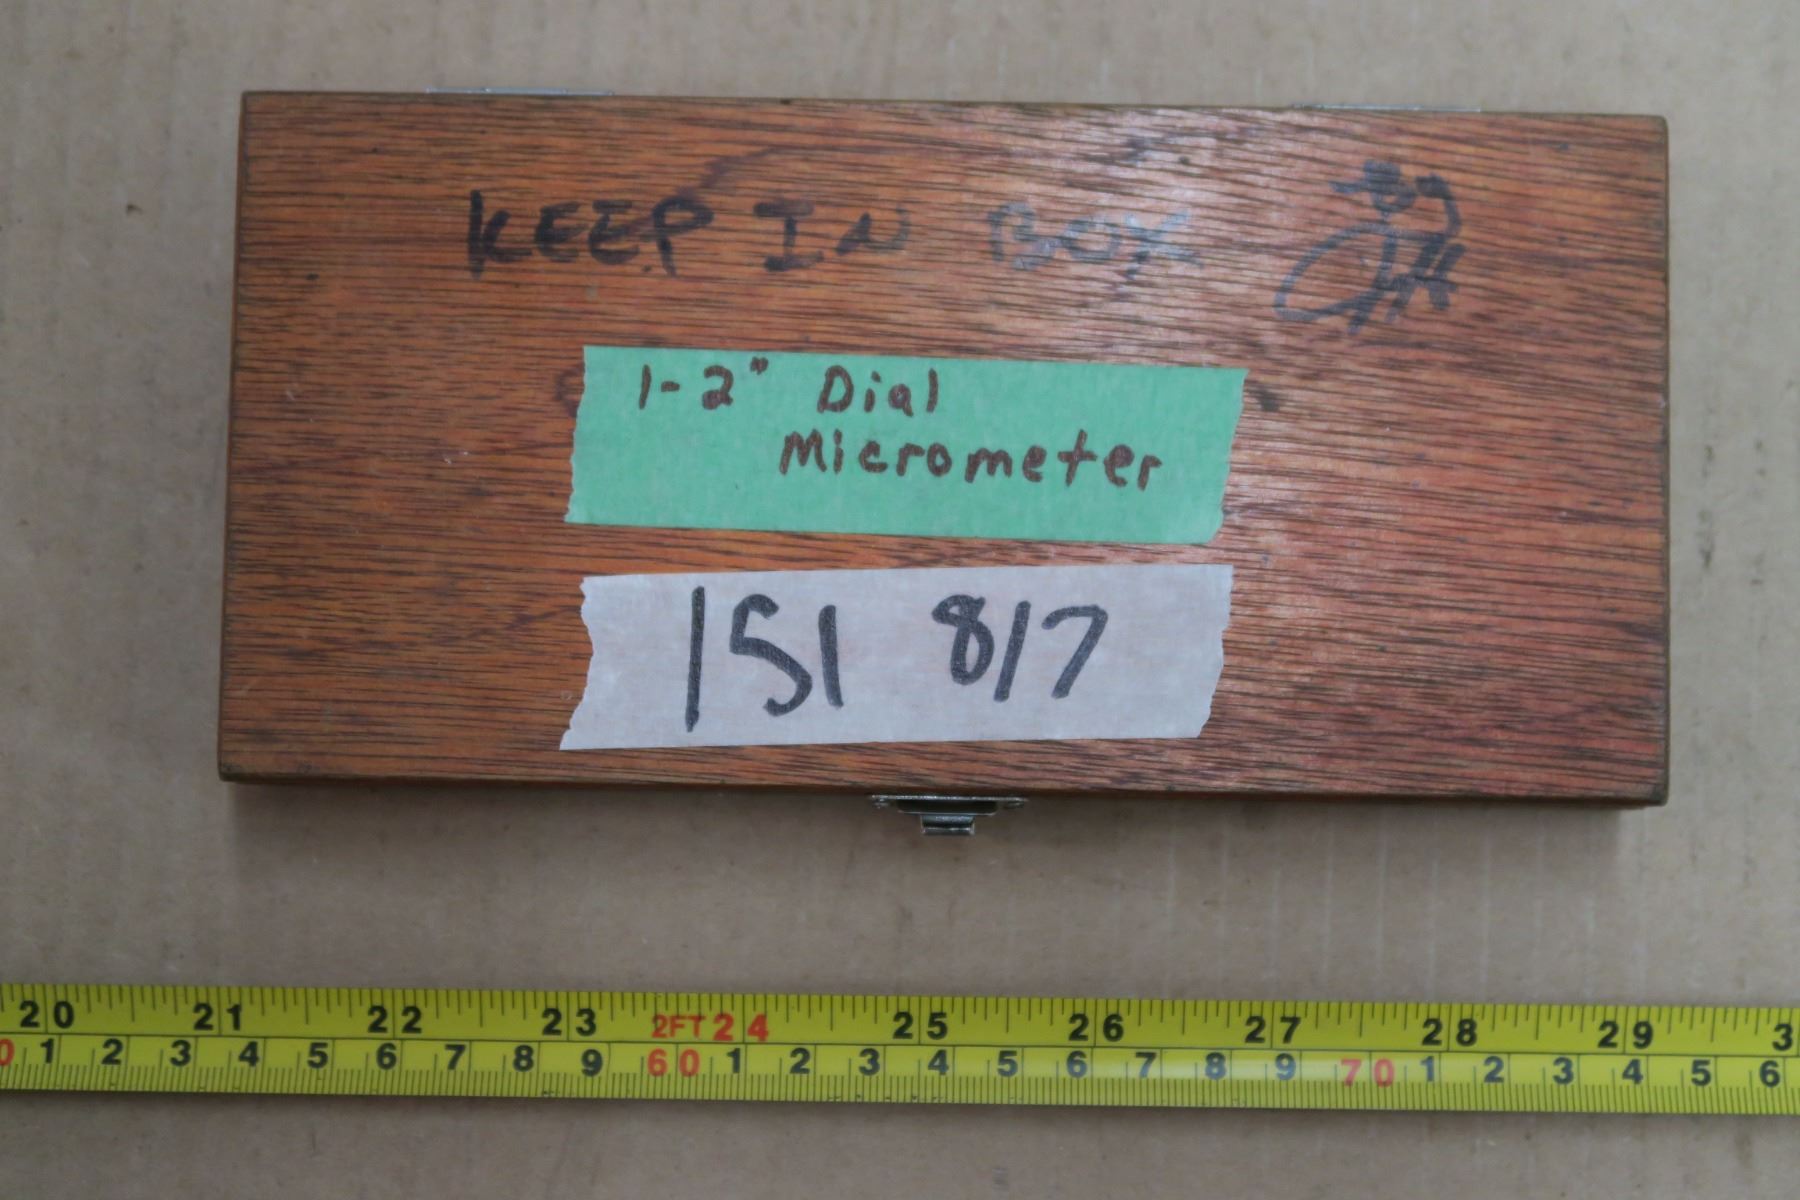 KEEP IN BOX
1-2" Dial
Micrometer
151 817
20 21 22 23 2FT 24 25 26 27 28 29 3
0 1 2 3 4 5 6 7 8 9 60 1 2 3 4 5 6 7 8 9 70 1 2 3 4 5 6